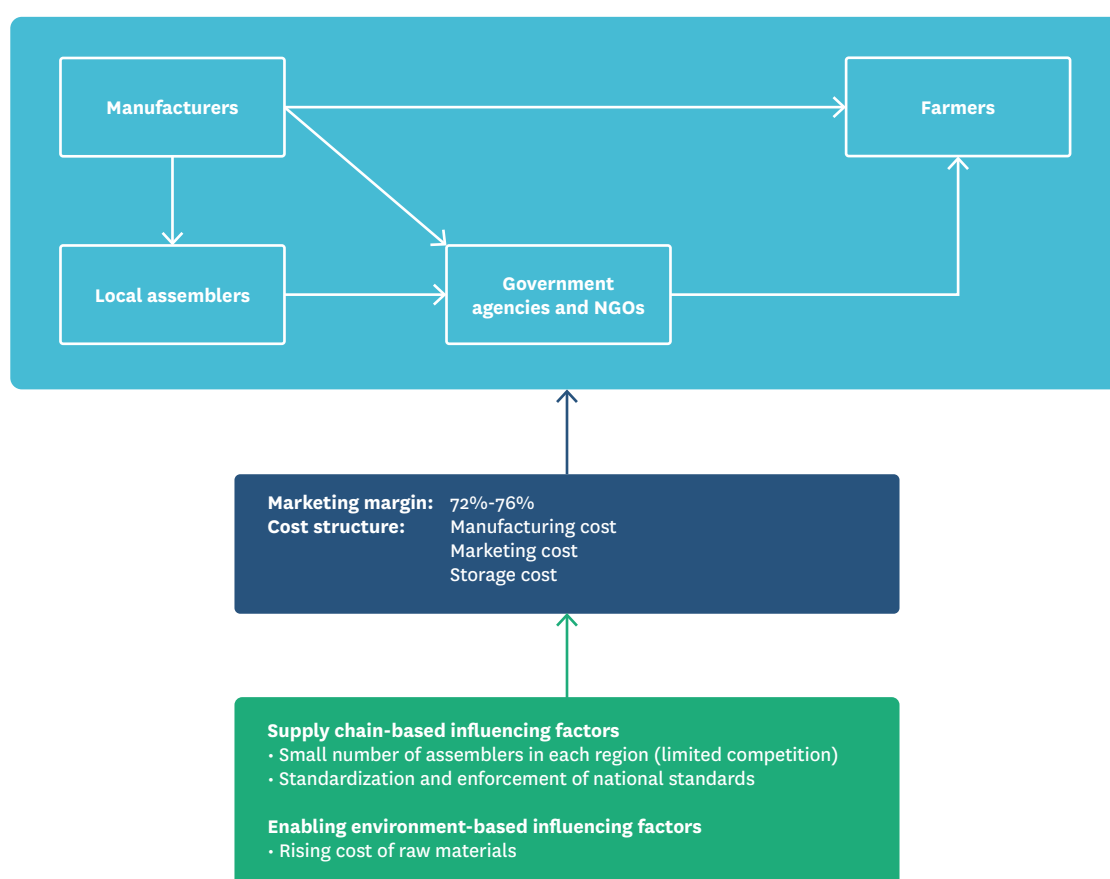 Manufacturers
Farmers
Local assemblers
Government
agencies and NGOs
Marketing margin: 72%-76%
Cost structure: Manufacturing cost
Marketing cost
Storage cost
Supply chain-based influencing factors
· Small number of assemblers in each region (limited competition)
· Standardization and enforcement of national standards
Enabling environment-based influencing factors
· Rising cost of raw materials